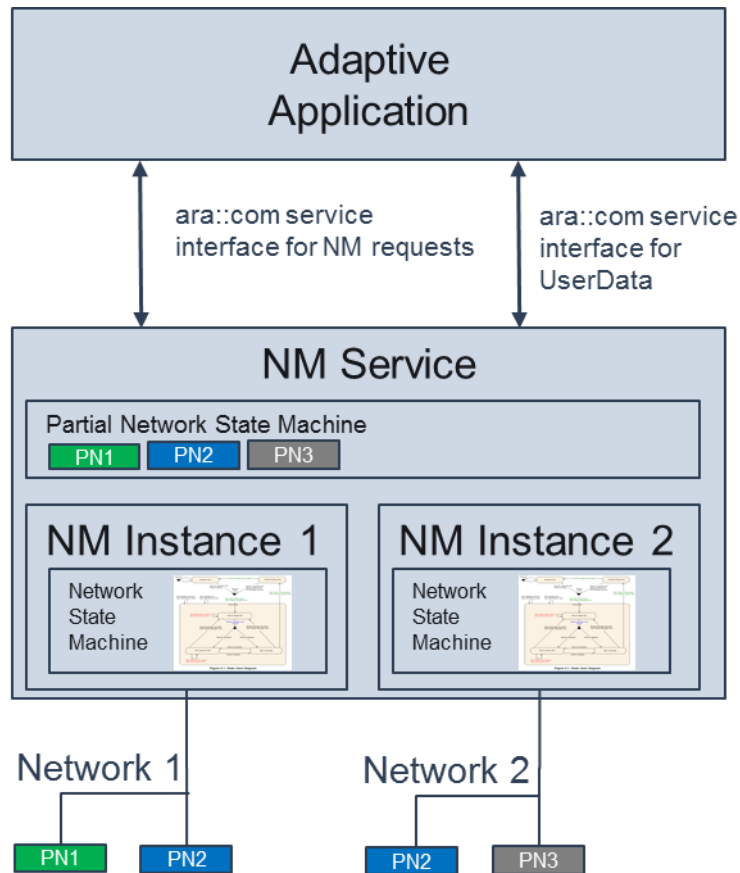 Adaptive
Application
ara::com service
interface for NM requests
ara::com service
interface for
UserData
NM Service
Partial Network State Machine
PN1 PN2 PN3
NM Instance 1
Network
State
Machine
NM Instance 2
Network
State
Machine
Network 1
Network 2
PN1 PN2
PN2 PN3